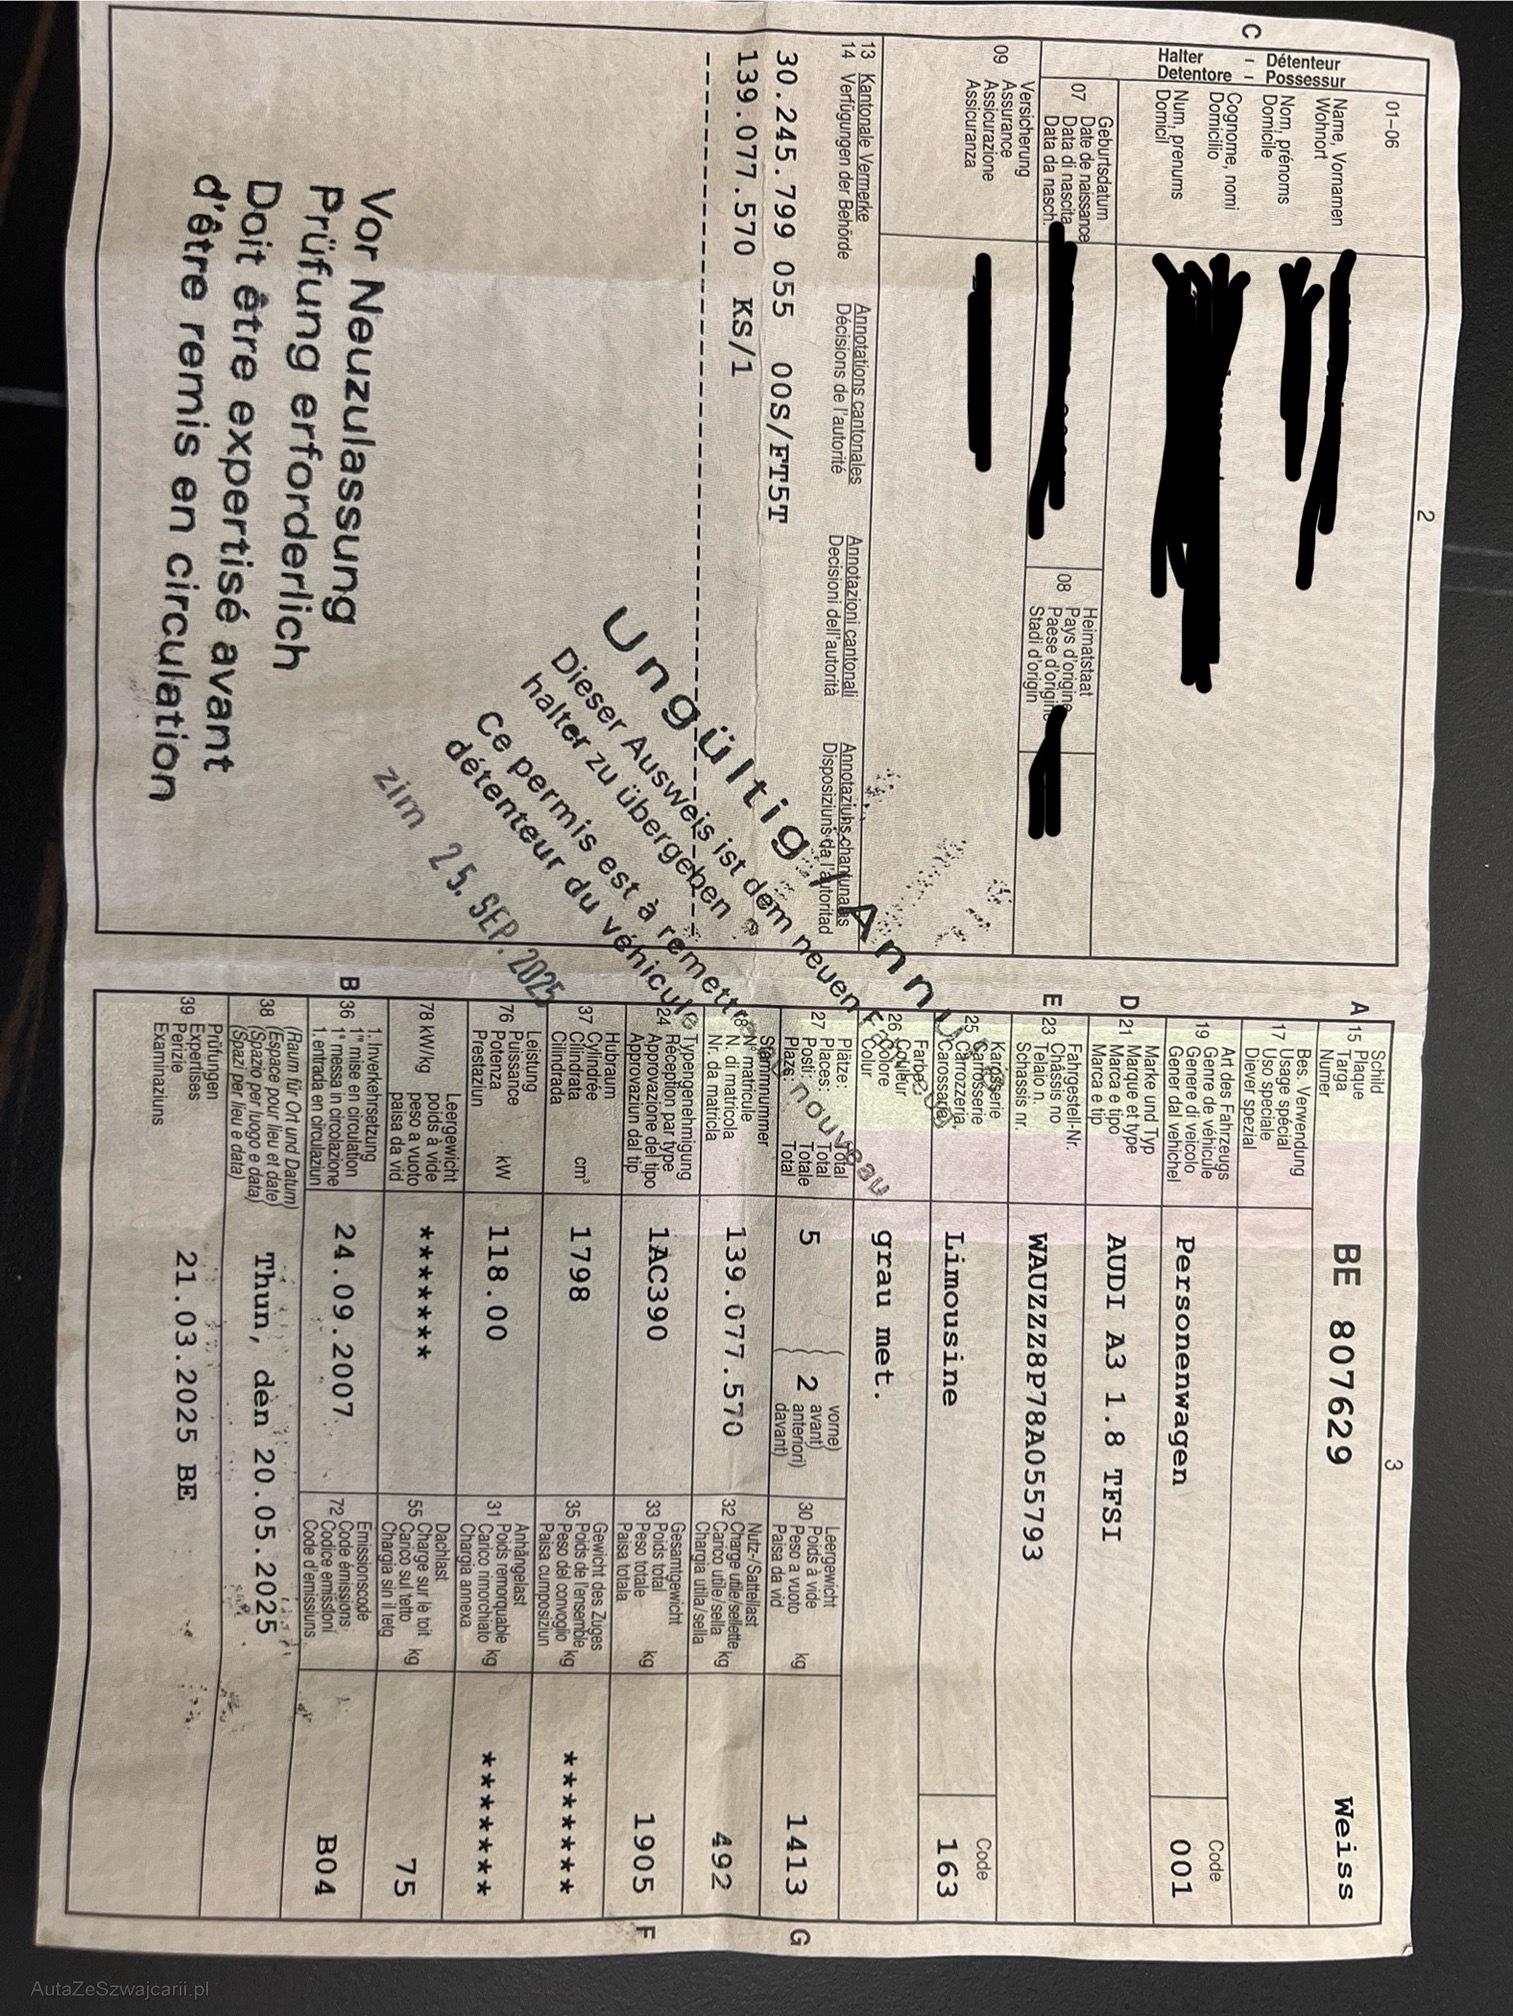 2
C
Halter - Détenteur
Detentore - Possessur
01-06
Name, Vornamen
Wohnort
Nom, prénoms
Domicile
Cognome, nomi
Domicilio
Num, prenums
Domicil
07
Geburtsdatum
Date de naissance
Data di nascita
Data da nasch.
08
Heimatstaat
Pays d'origine
Paese d'origine
Stadi d'origin
09
Versicherung
Assurance
Assicurazione
Assicuranza
13 Kantonale Vermerke
14 Verfügungen der Behörde
Annotations cantonales
Décisions de l'autorité
Annotazioni cantonali
Decisioni dell'autorità
Annotaziuns chantunalas
Disposiziuns da l'autoritad
30.245.799 055 00S/FT5T
139.077.570 KS/1
Ungültig / Annulé
Dieser Ausweis ist dem neuen Fahrzeug-
halter zu übergeben
Ce permis est à remettre au nouveau
détenteur du véhicule
zim 25. SEP. 2025
Vor Neuzulassung
Prüfung erforderlich
Doit être expertisé avant
d'être remis en circulation
3
A 15
Schild
Plaque
Targa
Numer
BE 807629 Weiss
17
Bes. Verwendung
Usage spécial
Uso speciale
Diever spezial
19
Art des Fahrzeugs
Genre de véhicule
Genere di veicolo
Gener dal vehichel
Personenwagen
Code
001
D 21
Marke und Typ
Marque et type
Marca e tipo
Marca e tip
AUDI A3 1.8 TFSI
E 23
Fahrgestell-Nr.
Châssis no
Telaio n.
Schassis nr.
WAUZZZ8P78A055793
25
Karosserie
Carrosserie
Carrozzeria
Carossaria
Limousine
Code
163
26
Farbe
Couleur
Colore
Colur
grau met.
27
Plätze: Total
Places: Total
Posti: Totale
Plazs: Total
5
2
vorne)
avant)
anteriori)
davant)
30
Leergewicht
Poids à vide
Peso a vuoto
Paisa da vid
kg
1413 G
18
Stammnummer
N° matricule
N. di matricola
Nr. da matricla
139.077.570
32
Nutz-/Sattellast
Charge utile/sellette
Carico utile/sella
Chargia utila/sella
kg
492
24
Typengenehmigung
Réception par type
Approvazione del tipo
Approvaziun dal tip
1AC390
33
Gesamtgewicht
Poids total
Peso totale
Paisa totala
kg
1905 F
37
Hubraum
Cylindrée
Cilindrata
Cilindrada
cm³
1798
35
Gewicht des Zuges
Poids de l'ensemble
Peso del convoglio
Paisa cumposiziun
kg
*******
76
Leistung
Puissance
Potenza
Prestaziun
kW
118.00
31
Anhängelast
Poids remorquable
Carico rimorchiato
Chargia annexa
kg
*******
78 kW/kg
Leergewicht
poids à vide
peso a vuoto
paisa da vid
*******
55
Dachlast
Charge sur le toit
Carico sul tetto
Chargia sin il tetg
kg
75
B 36
1. Inverkehrsetzung
1re mise en circulation
1a messa in circolazione
1. entrada en circulaziun
24.09.2007
72
Emissionscode
Code émissions
Codice emissioni
Code d'emissiuns
B04
38
(Raum für Ort und Datum)
(Espace pour lieu et date)
(Spazio per luogo e data)
(Spazi per lieu e data)
Thun, den 20.05.2025
39
Prüfungen
Expertises
Perizie
Examinaziuns
21.03.2025 BE
AutaZeSzwajcarii.pl